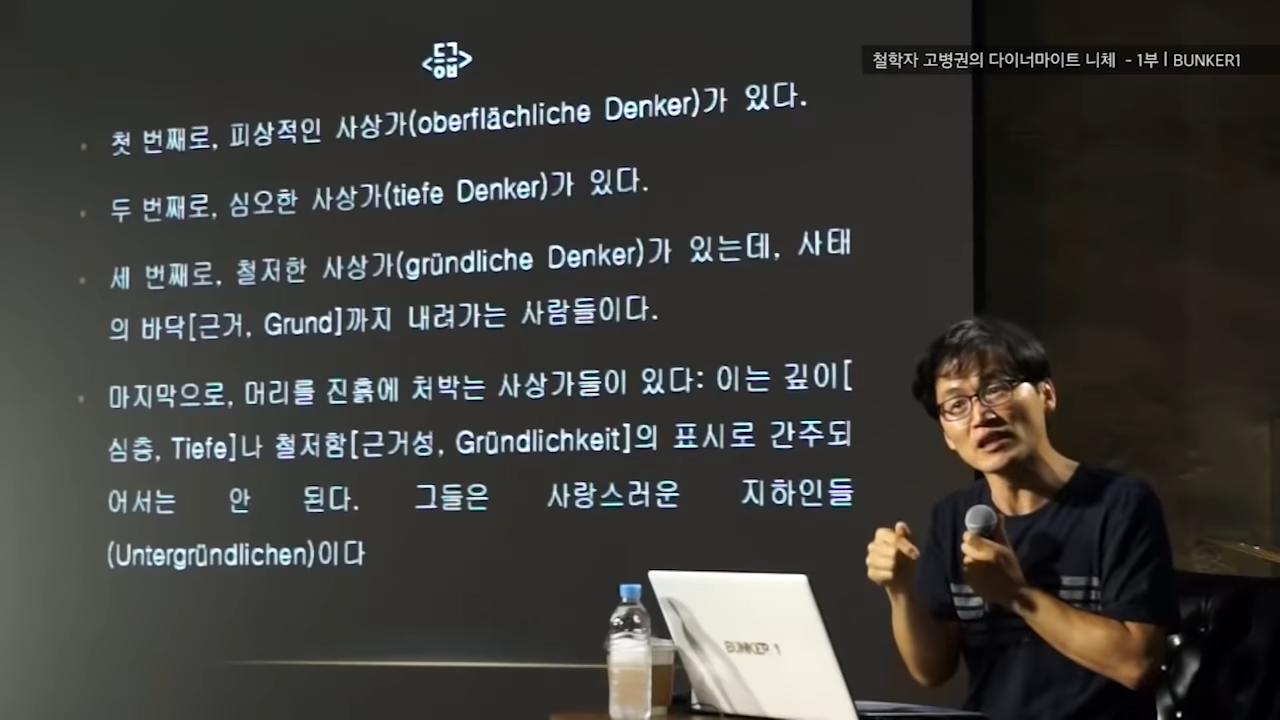 철학자 고병권의 다이너마이트 니체 - 1부 | BUNKER1
첫 번째로, 피상적인 사상가(oberflächliche Denker)가 있다.
두 번째로, 심오한 사상가(tiefe Denker)가 있다.
세 번째로, 철저한 사상가(gründliche Denker)가 있는데, 사태
의 바닥[근거, Grund]까지 내려가는 사람들이다.
마지막으로, 머리를 진흙에 처박는 사상가들이 있다: 이는 깊이[
심층, Tiefe]나 철저함[근거성, Gründlichkeit]의 표시로 간주되
어서는 안 된다. 그들은 사랑스러운 지하인들
(Untergründlichen)이다
BUNKER 1